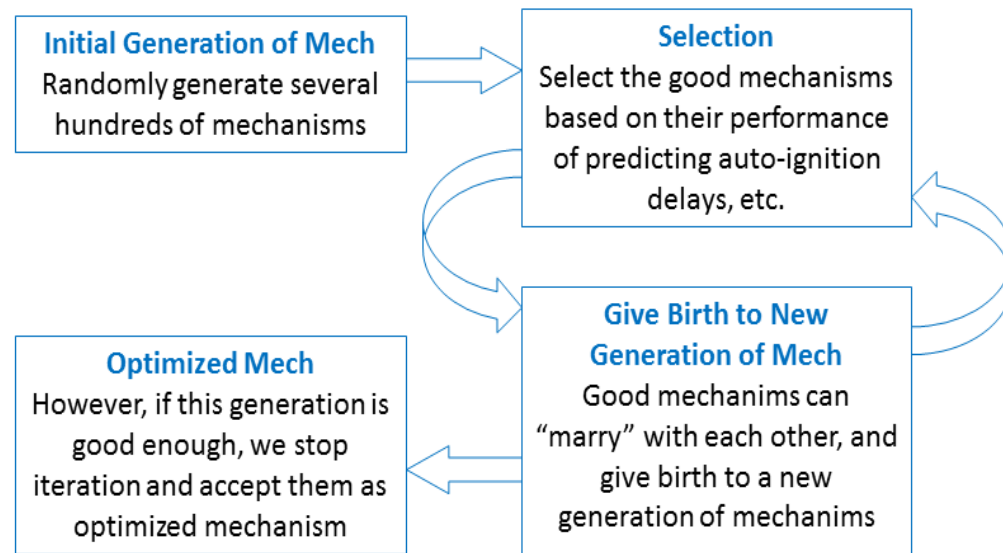 Initial Generation of Mech
Randomly generate several
hundreds of mechanisms
Selection
Select the good mechanisms
based on their performance
of predicting auto-ignition
delays, etc.
Give Birth to New
Generation of Mech
Good mechanims can
“marry” with each other, and
give birth to a new
generation of mechanims
Optimized Mech
However, if this generation is
good enough, we stop
iteration and accept them as
optimized mechanism